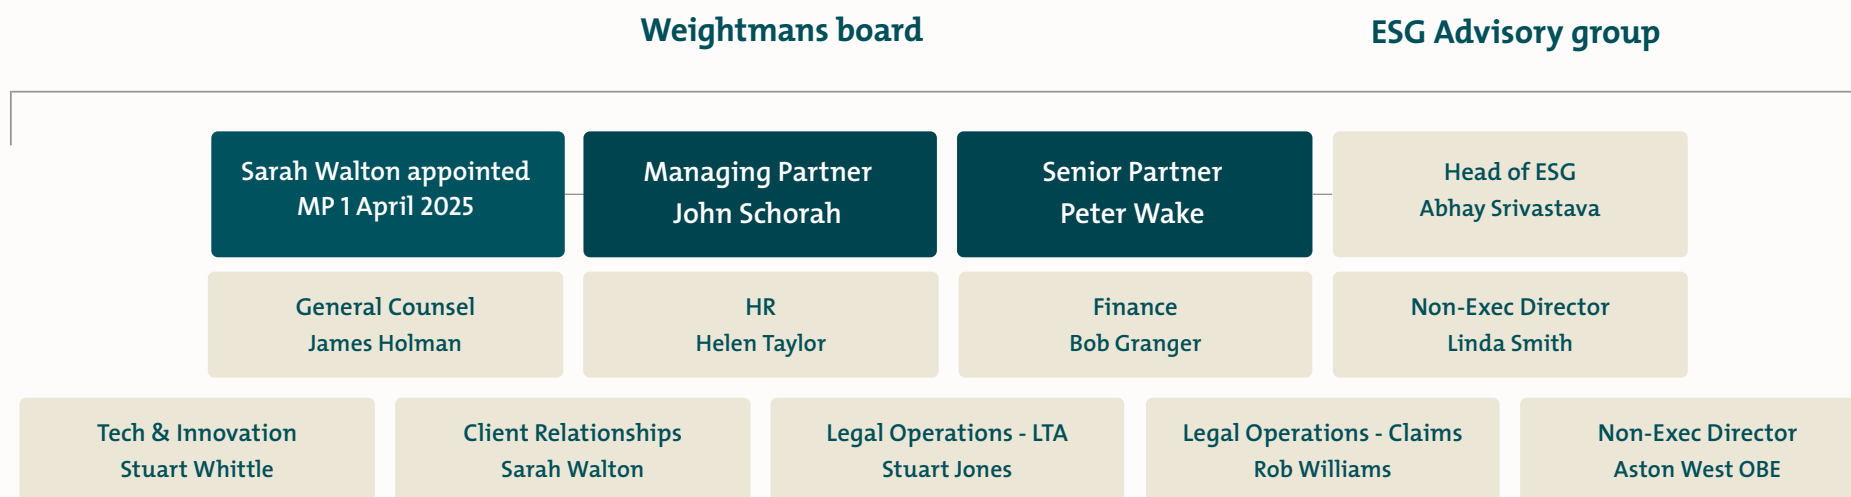 Weightmans board
ESG Advisory group
Sarah Walton appointed
MP 1 April 2025
Managing Partner
John Schorah
Senior Partner
Peter Wake
Head of ESG
Abhay Srivastava
General Counsel
James Holman
HR
Helen Taylor
Finance
Bob Granger
Non-Exec Director
Linda Smith
Tech & Innovation
Stuart Whittle
Client Relationships
Sarah Walton
Legal Operations - LTA
Stuart Jones
Legal Operations - Claims
Rob Williams
Non-Exec Director
Aston West OBE